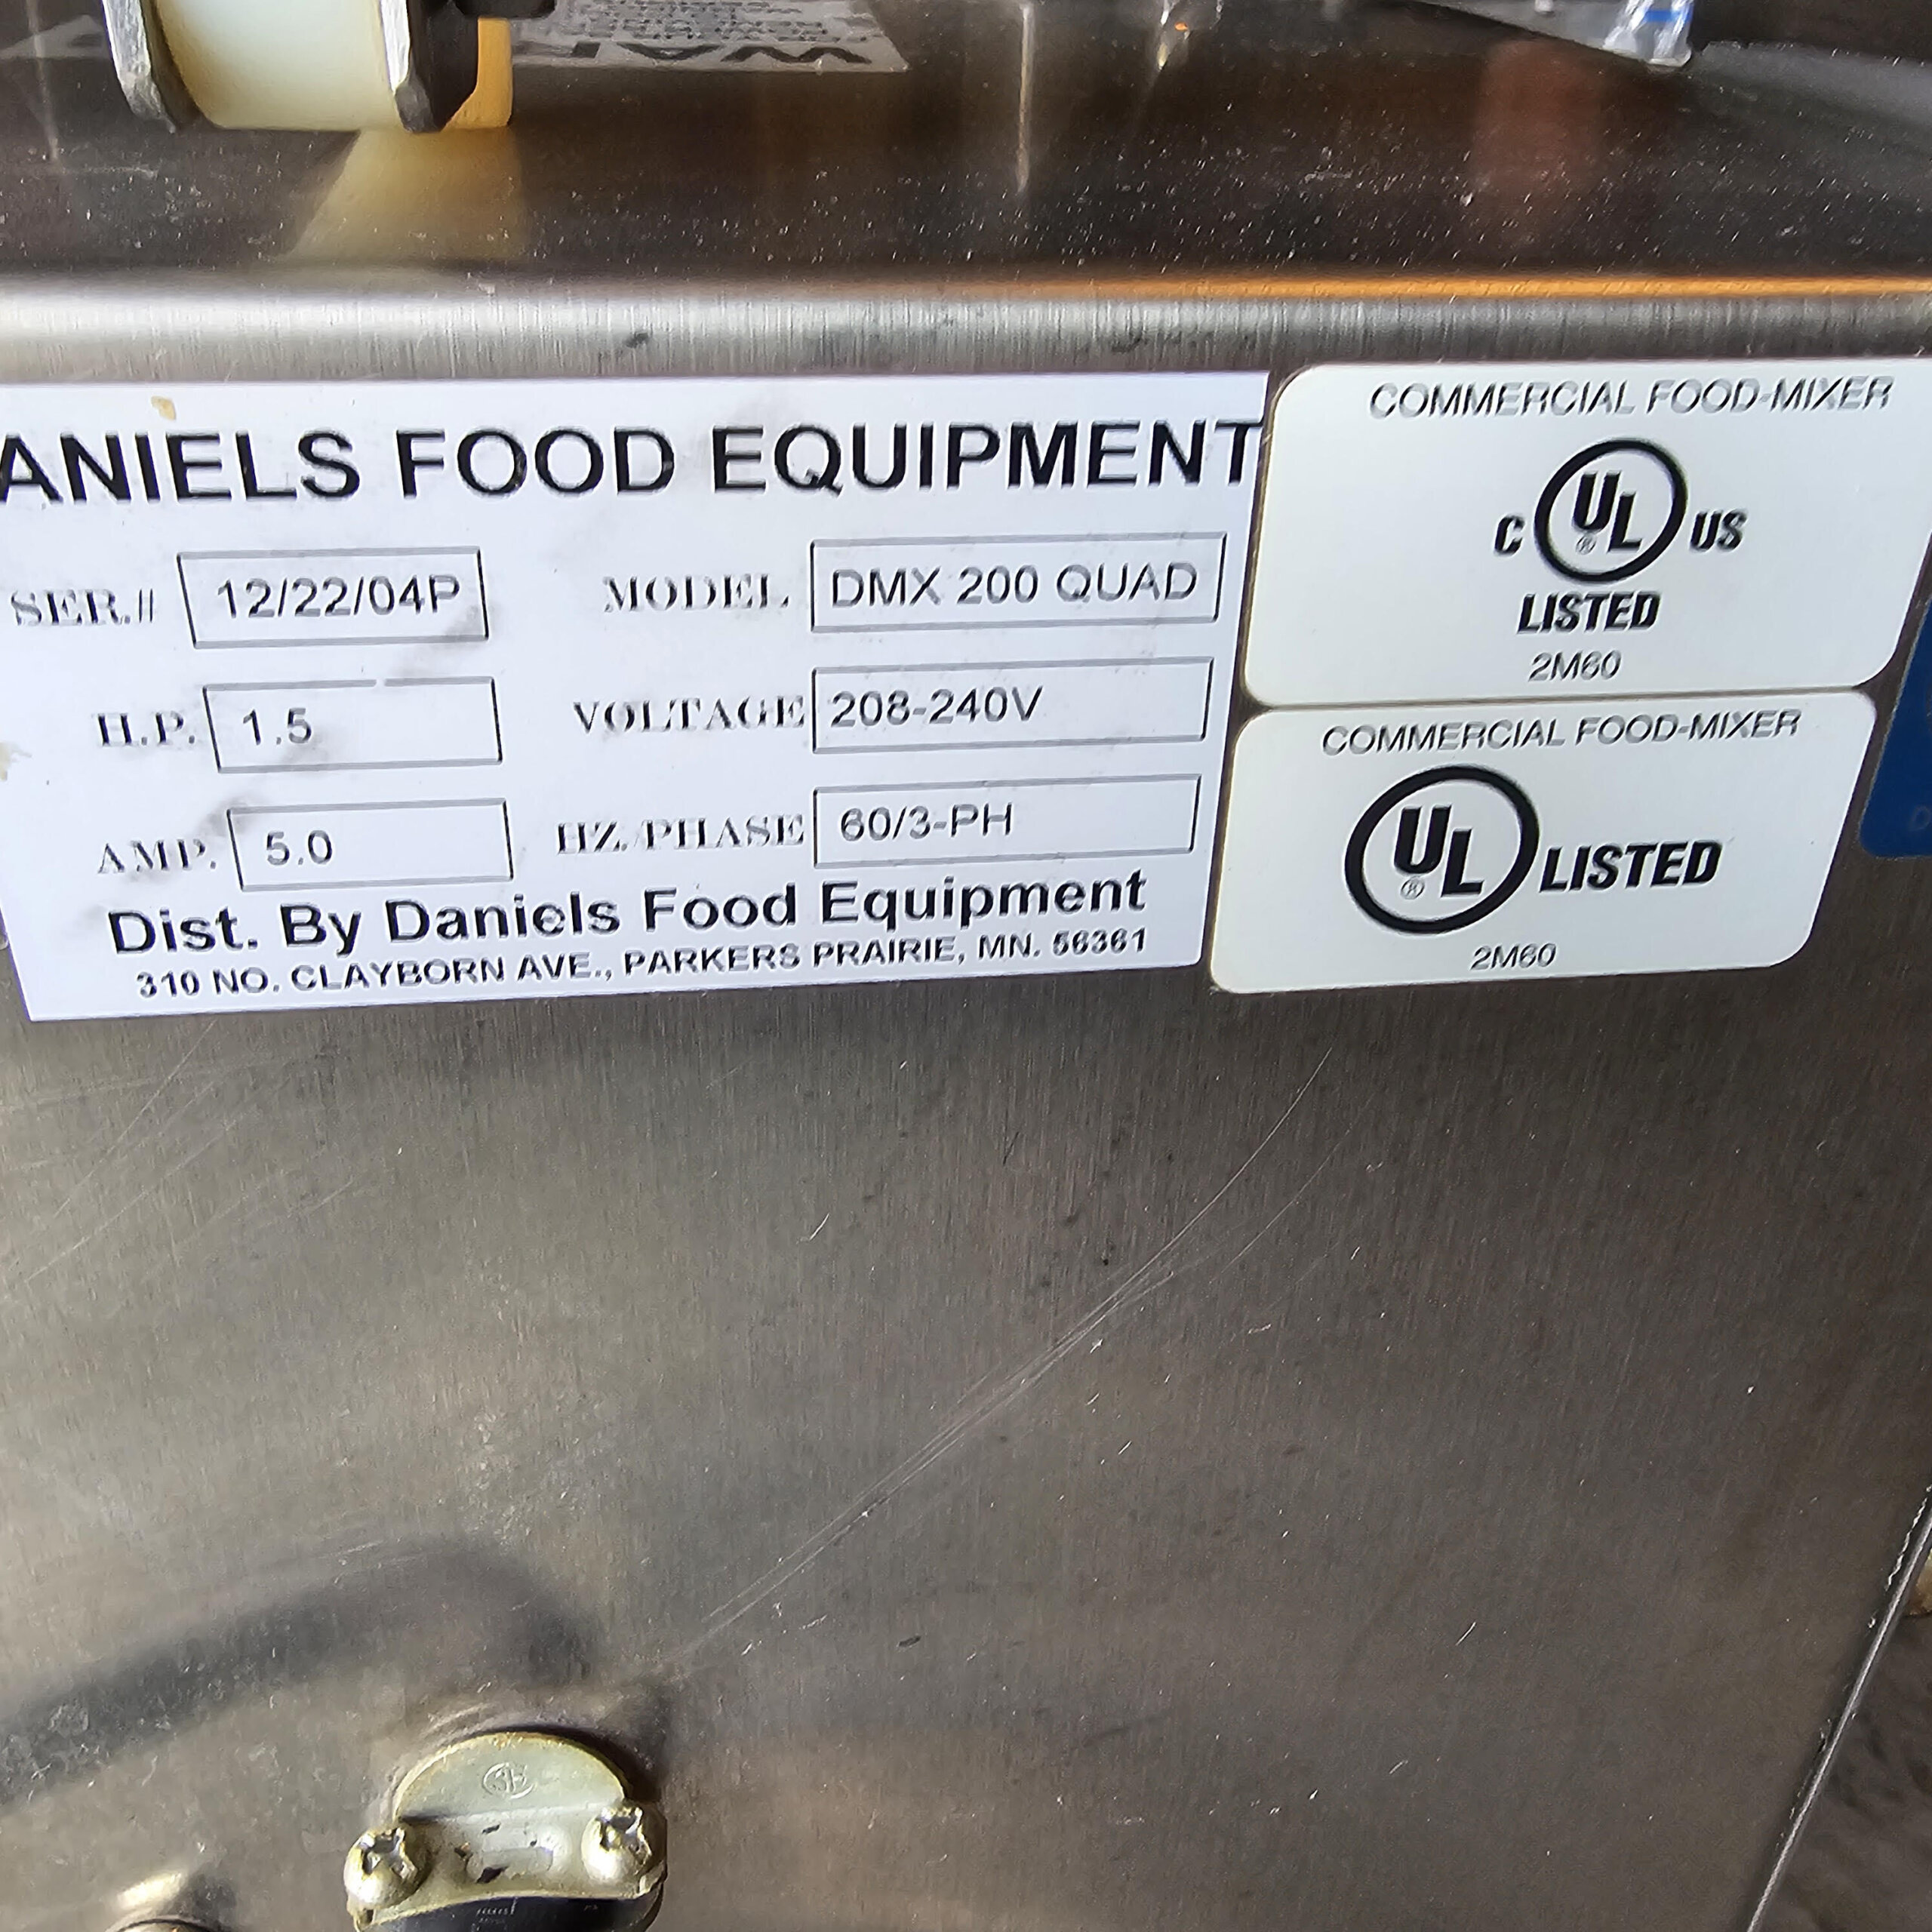 ANIELS FOOD EQUIPMENT
SER.# 12/22/04P MODEL DMX 200 QUAD
H.P. 1.5 VOLTAGE 208-240V
AMP. 5.0 HZ./PHASE 60/3-PH
Dist. By Daniels Food Equipment
310 NO. CLAYBORN AVE., PARKERS PRAIRIE, MN. 56361
COMMERCIAL FOOD-MIXER
C UL® US
LISTED
2M60
COMMERCIAL FOOD-MIXER
UL® LISTED
2M60